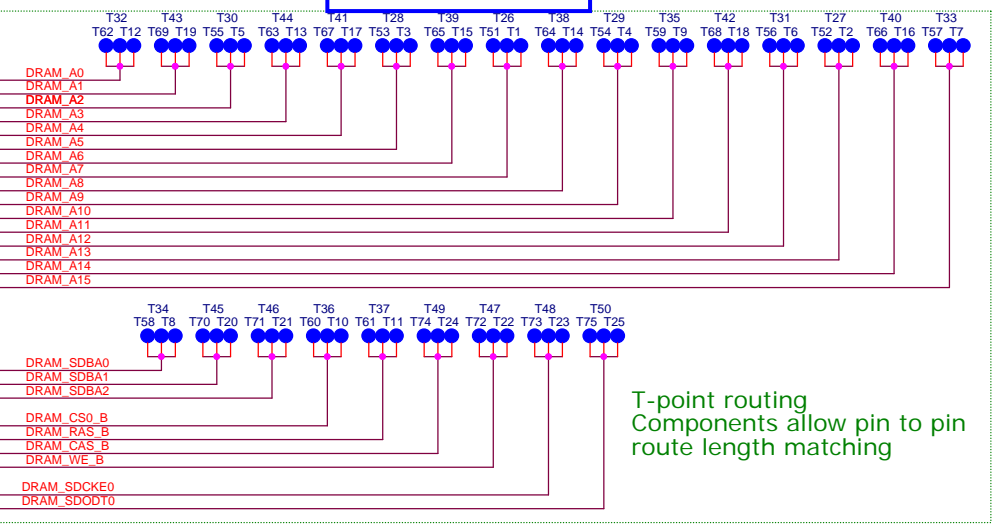 T32 T43 T30 T44 T41 T28 T39 T26 T38 T29 T35 T42 T31 T27 T40 T33
T62 T12 T69 T19 T55 T5 T63 T13 T67 T17 T53 T3 T65 T15 T51 T1 T64 T14 T54 T4 T59 T9 T68 T18 T56 T6 T52 T2 T66 T16 T57 T7
DRAM_A0
DRAM_A1
DRAM_A2
DRAM_A3
DRAM_A4
DRAM_A5
DRAM_A6
DRAM_A7
DRAM_A8
DRAM_A9
DRAM_A10
DRAM_A11
DRAM_A12
DRAM_A13
DRAM_A14
DRAM_A15
T34 T45 T46 T36 T37 T49 T47 T48 T50
T58 T8 T70 T20 T71 T21 T60 T10 T61 T11 T74 T24 T72 T22 T73 T23 T75 T25
DRAM_SDBA0
DRAM_SDBA1
DRAM_SDBA2
DRAM_CS0_B
DRAM_RAS_B
DRAM_CAS_B
DRAM_WE_B
DRAM_SDCKE0
DRAM_SDODT0
T-point routing
Components allow pin to pin
route length matching